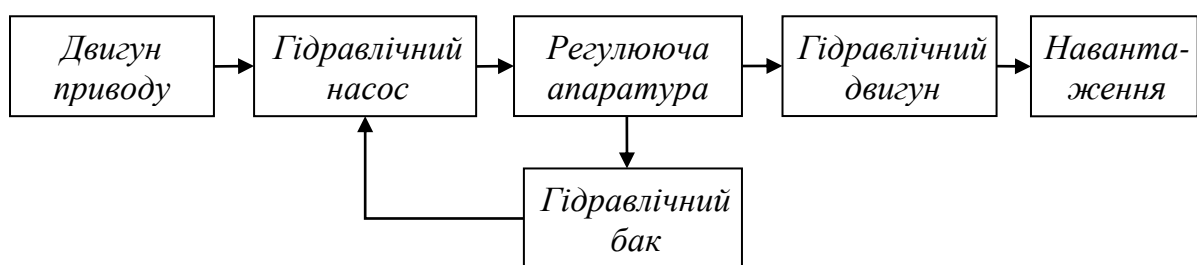 Двигун
приводу
Гідравлічний
насос
Регулююча
апаратура
Гідравлічний
двигун
Наванта-
ження
Гідравлічний
бак